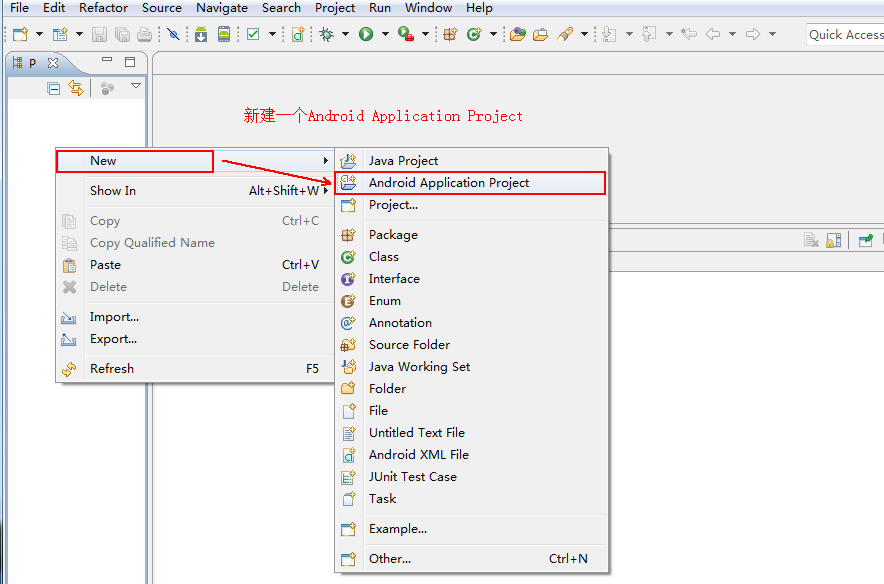 File Edit Refactor Source Navigate Search Project Run Window Help
Quick Access
P
新建一个Android Application Project
New
Show In Alt+Shift+W
Copy Ctrl+C
Copy Qualified Name
Paste Ctrl+V
Delete Delete
Import...
Export...
Refresh F5
Java Project
Android Application Project
Project...
Package
Class
Interface
Enum
Annotation
Source Folder
Java Working Set
Folder
File
Untitled Text File
Android XML File
JUnit Test Case
Task
Example...
Other... Ctrl+N